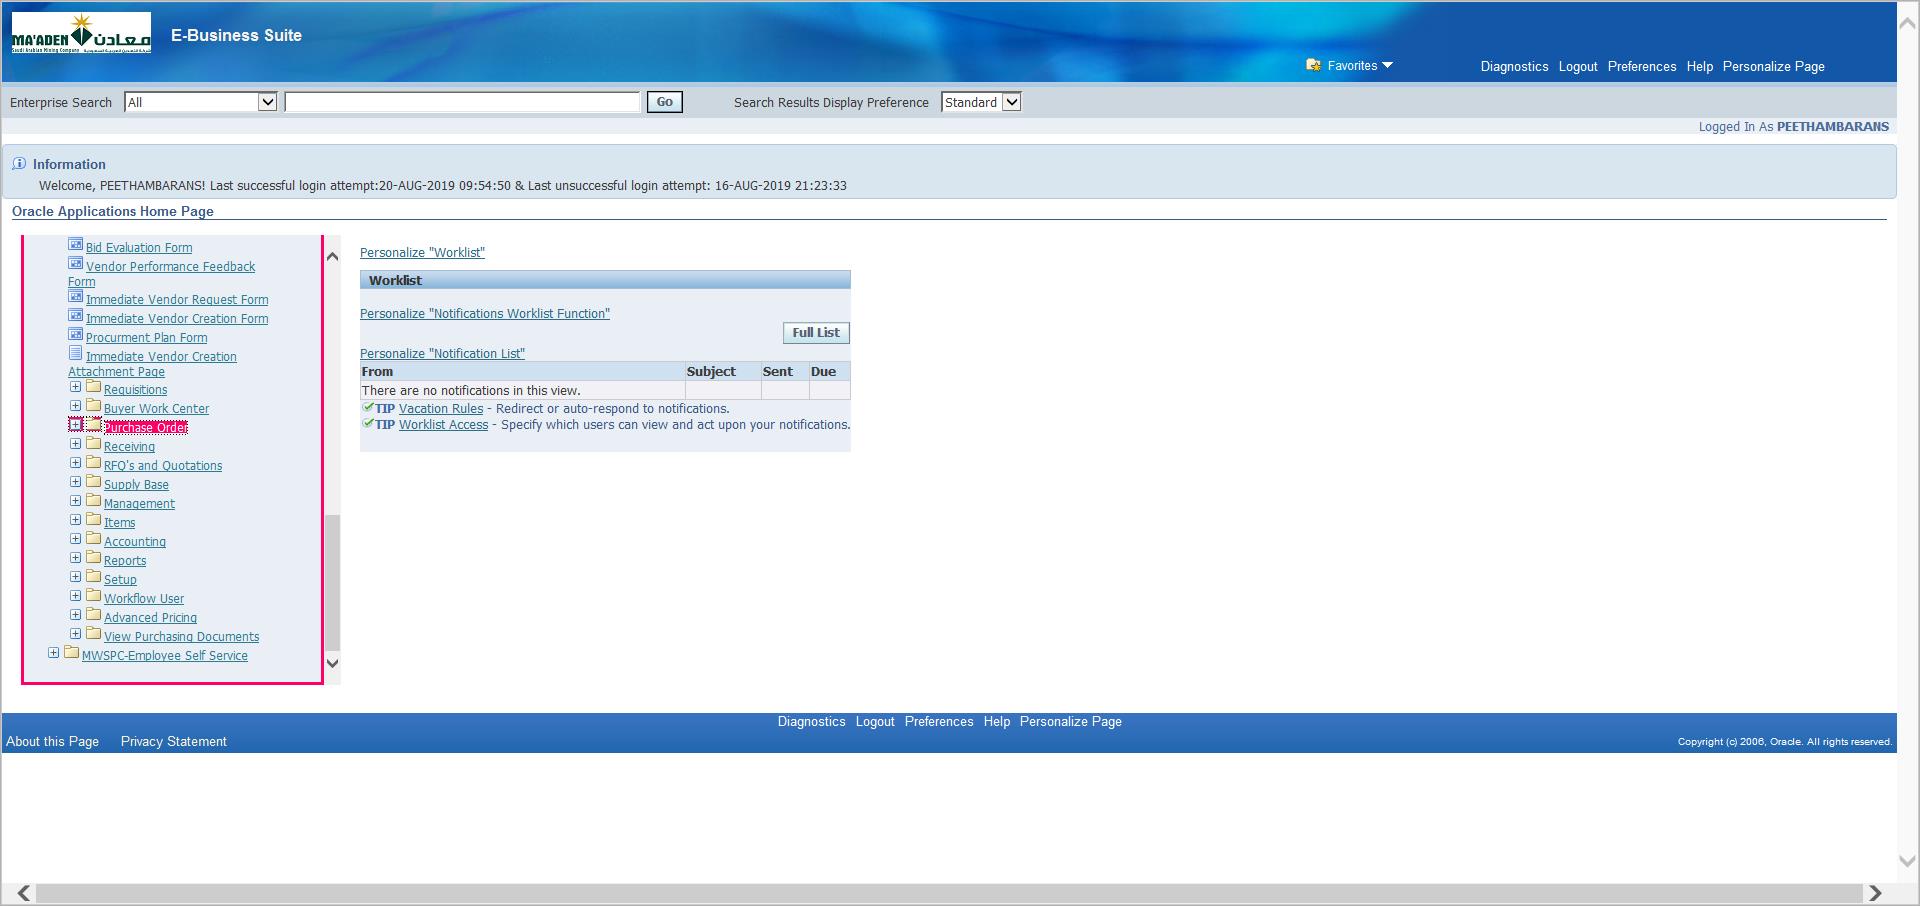 MA'ADEN معادن
Saudi Arabian Mining Company
E-Business Suite
Favorites
Diagnostics Logout Preferences Help Personalize Page
Enterprise Search All Go Search Results Display Preference Standard
Logged In As PEETHAMBARANS
Information
Welcome, PEETHAMBARANS! Last successful login attempt:20-AUG-2019 09:54:50 & Last unsuccessful login attempt: 16-AUG-2019 21:23:33
Oracle Applications Home Page
Bid Evaluation Form
Vendor Performance Feedback
Form
Immediate Vendor Request Form
Immediate Vendor Creation Form
Procurment Plan Form
Immediate Vendor Creation
Attachment Page
Requisitions
Buyer Work Center
Purchase Order
Receiving
RFQ's and Quotations
Supply Base
Management
Items
Accounting
Reports
Setup
Workflow User
Advanced Pricing
View Purchasing Documents
MWSPC-Employee Self Service
Personalize "Worklist"
Worklist
Personalize "Notifications Worklist Function"
Full List
Personalize "Notification List"
From Subject Sent Due
There are no notifications in this view.
TIP Vacation Rules - Redirect or auto-respond to notifications.
TIP Worklist Access - Specify which users can view and act upon your notifications.
Diagnostics Logout Preferences Help Personalize Page
About this Page Privacy Statement
Copyright (c) 2006, Oracle. All rights reserved.